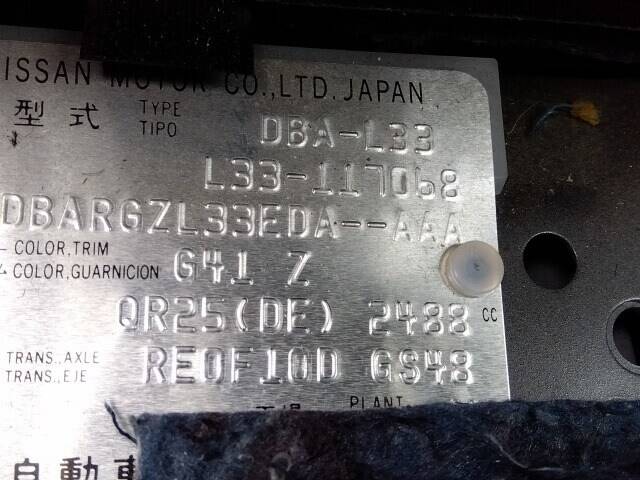 ISSAN MOTOR CO.,LTD. JAPAN
型式 TYPE TIPO DBA-L33
L33-117068
DBARGZL33EDA--AAA
COLOR,TRIM
COLOR,GUARNICION G41 Z
QR25(DE) 2488 CC
TRANS.,AXLE
TRANS.,EJE RE0F10D GS48
PLANT
自動車